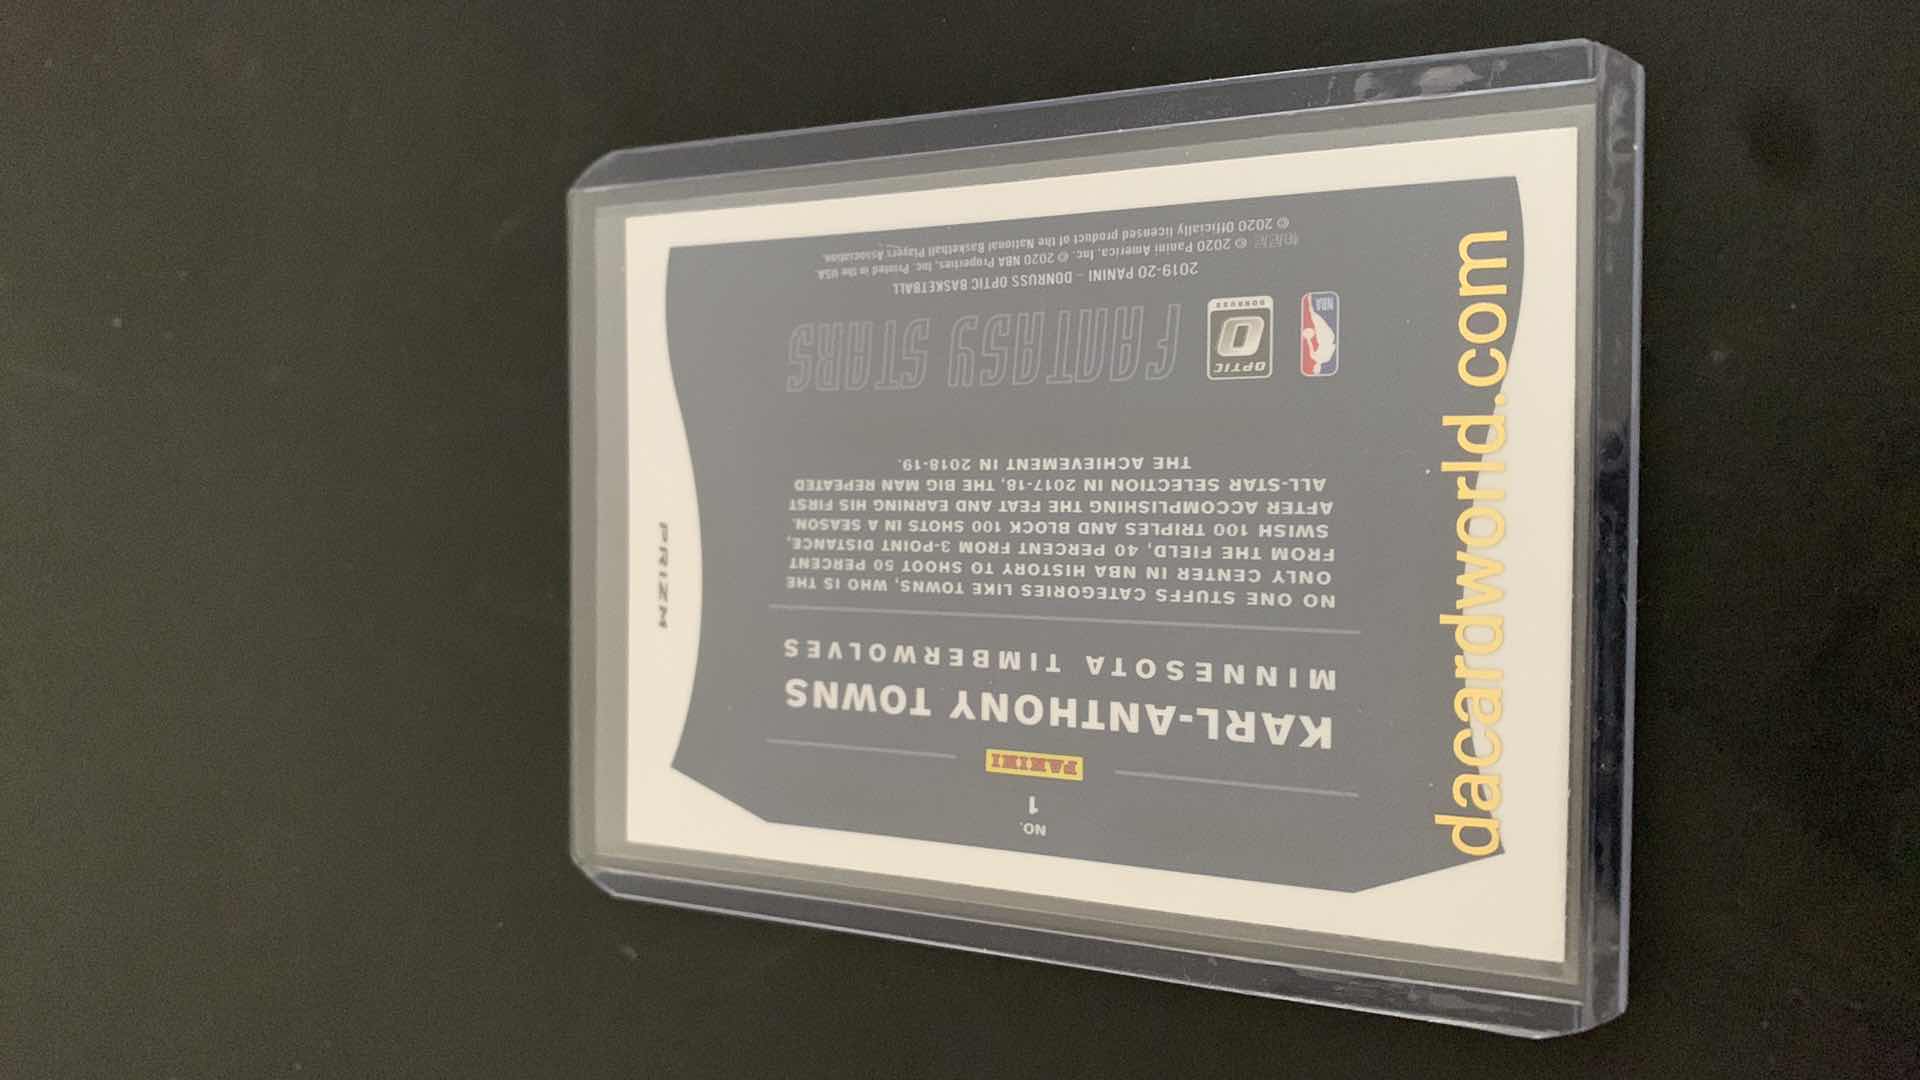 NO.
1
PANINI
KARL-ANTHONY TOWNS
MINNESOTA TIMBERWOLVES
NO ONE STUFFS CATEGORIES LIKE TOWNS, WHO IS THE
ONLY CENTER IN NBA HISTORY TO SHOOT 50 PERCENT
FROM THE FIELD, 40 PERCENT FROM 3-POINT DISTANCE,
SWISH 100 TRIPLES AND BLOCK 100 SHOTS IN A SEASON.
AFTER ACCOMPLISHING THE FEAT AND EARNING HIS FIRST
ALL-STAR SELECTION IN 2017-18, THE BIG MAN REPEATED
THE ACHIEVEMENT IN 2018-19.
NBA
OPTIC
DONRUSS
FANTASY STARS
2019-20 PANINI – DONRUSS OPTIC BASKETBALL
© 2020 Panini America, Inc. © 2020 NBA Properties, Inc. Printed in the USA.
© 2020 Officially licensed product of the National Basketball Players Association.
PRIZM
dacardworld.com